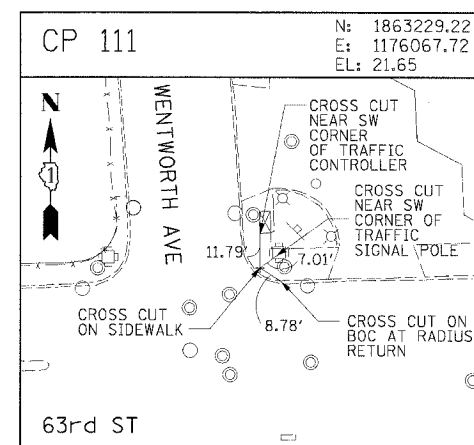 CP 111
N: 1863229.22
E: 1176067.72
EL: 21.65
N
1
WENTWORTH AVE
CROSS CUT
NEAR SW
CORNER
OF TRAFFIC
CONTROLLER
CROSS CUT
NEAR SW
CORNER OF
TRAFFIC
SIGNAL POLE
11.79'
7.01'
CROSS CUT
ON SIDEWALK
8.78'
CROSS CUT ON
BOC AT RADIUS
RETURN
63rd ST